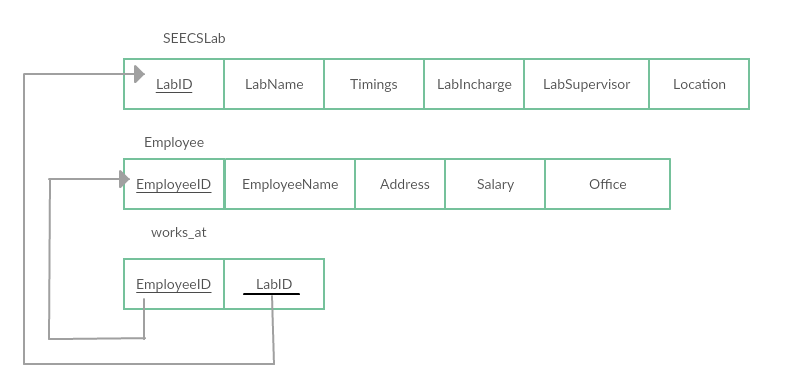 SEECSLab
LabID LabName Timings LabIncharge LabSupervisor Location
Employee
EmployeeID EmployeeName Address Salary Office
works_at
EmployeeID LabID